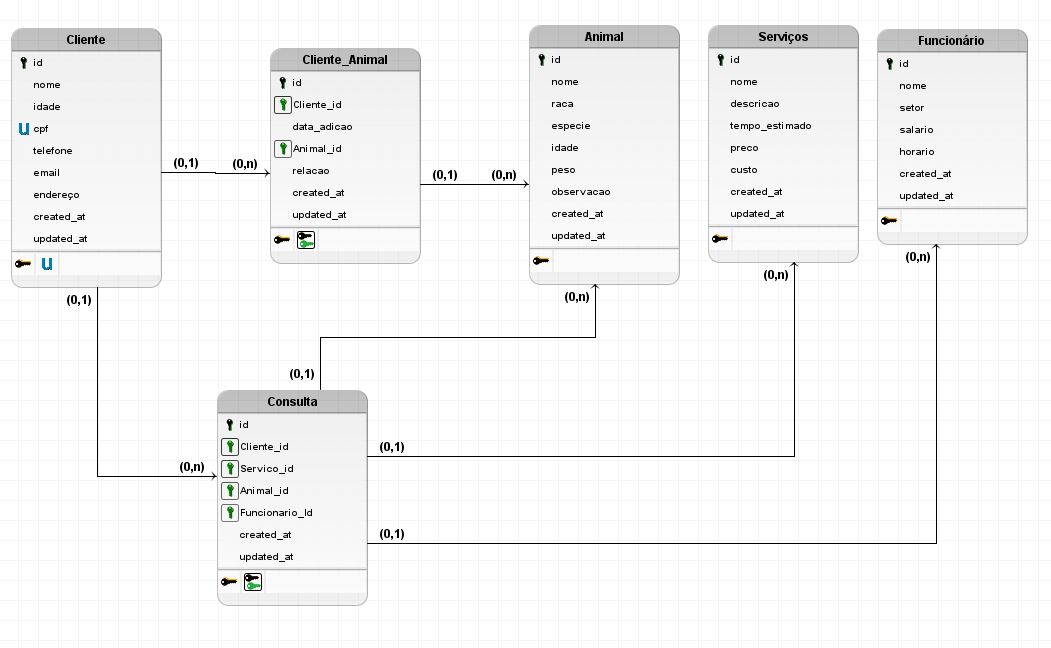 Cliente
id
nome
idade
u cpf
telefone
email
endereço
created_at
updated_at
u
Cliente_Animal
id
Cliente_id
data_adicao
Animal_id
relacao
created_at
updated_at
Animal
id
nome
raca
especie
idade
peso
observacao
created_at
updated_at
Serviços
id
nome
descricao
tempo_estimado
preco
custo
created_at
updated_at
Funcionário
id
nome
setor
salario
horario
created_at
updated_at
(0,1)
(0,n)
(0,1)
(0,n)
(0,1)
(0,n)
(0,1)
(0,n)
(0,1)
(0,n)
(0,1)
(0,n)
Consulta
id
Cliente_id
Servico_id
Animal_id
Funcionario_Id
created_at
updated_at